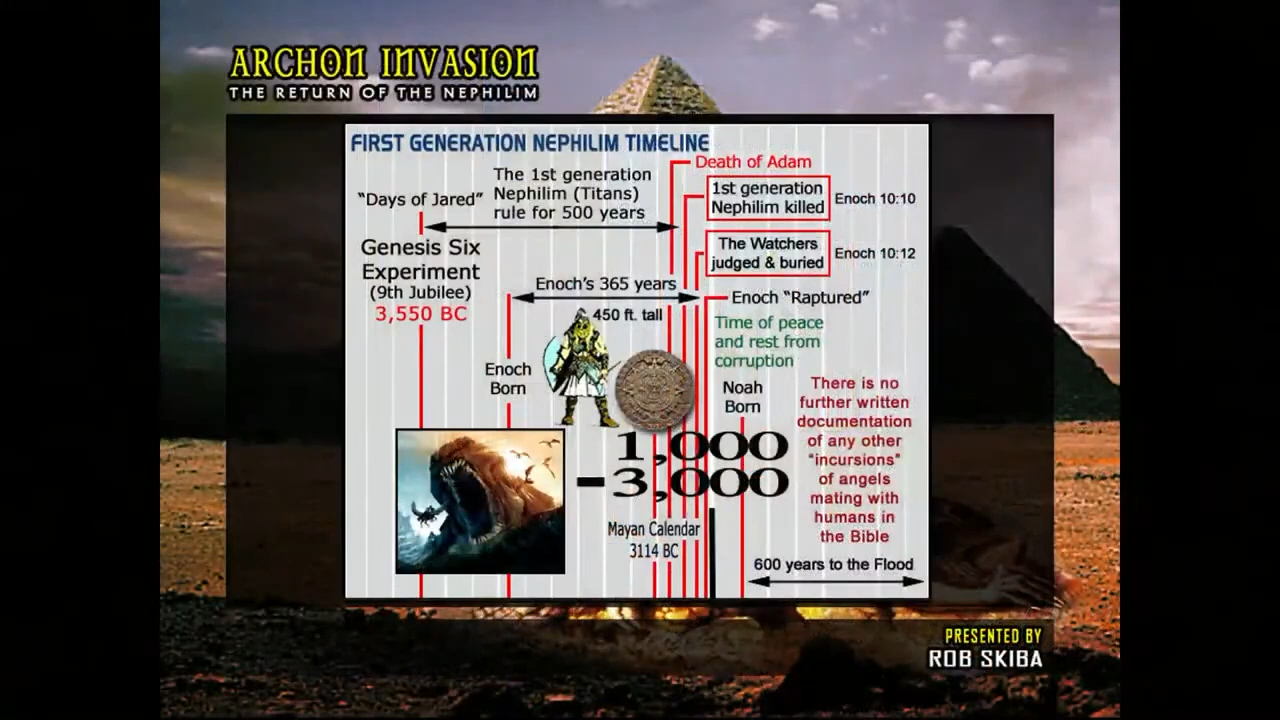 ARCHON INVASION
THE RETURN OF THE NEPHILIM
FIRST GENERATION NEPHILIM TIMELINE
"Days of Jared"
The 1st generation
Nephilim (Titans)
rule for 500 years
Death of Adam
1st generation
Nephilim killed
Enoch 10:10
The Watchers
judged & buried
Enoch 10:12
Genesis Six
Experiment
(9th Jubilee)
3,550 BC
Enoch's 365 years
Enoch "Raptured"
450 ft. tall
Time of peace
and rest from
corruption
Enoch
Born
Noah
Born
There is no
further written
documentation
of any other
"incursions"
of angels
mating with
humans in
the Bible
1,000
-3,000
Mayan Calendar
3114 BC
600 years to the Flood
PRESENTED BY
ROB SKIBA